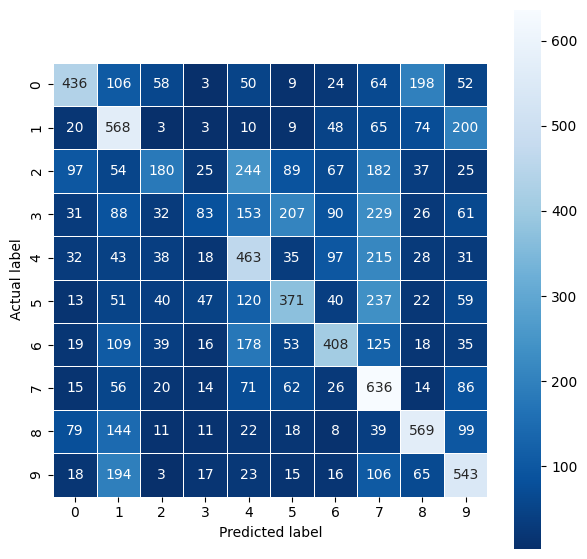 600
0 436 106 58 3 50 9 24 64 198 52
1 20 568 3 3 10 9 48 65 74 200
500
2 97 54 180 25 244 89 67 182 37 25
3 31 88 32 83 153 207 90 229 26 61
400
Actual label
4 32 43 38 18 463 35 97 215 28 31
5 13 51 40 47 120 371 40 237 22 59
300
6 19 109 39 16 178 53 408 125 18 35
200
7 15 56 20 14 71 62 26 636 14 86
8 79 144 11 11 22 18 8 39 569 99
100
9 18 194 3 17 23 15 16 106 65 543
0 1 2 3 4 5 6 7 8 9
Predicted label